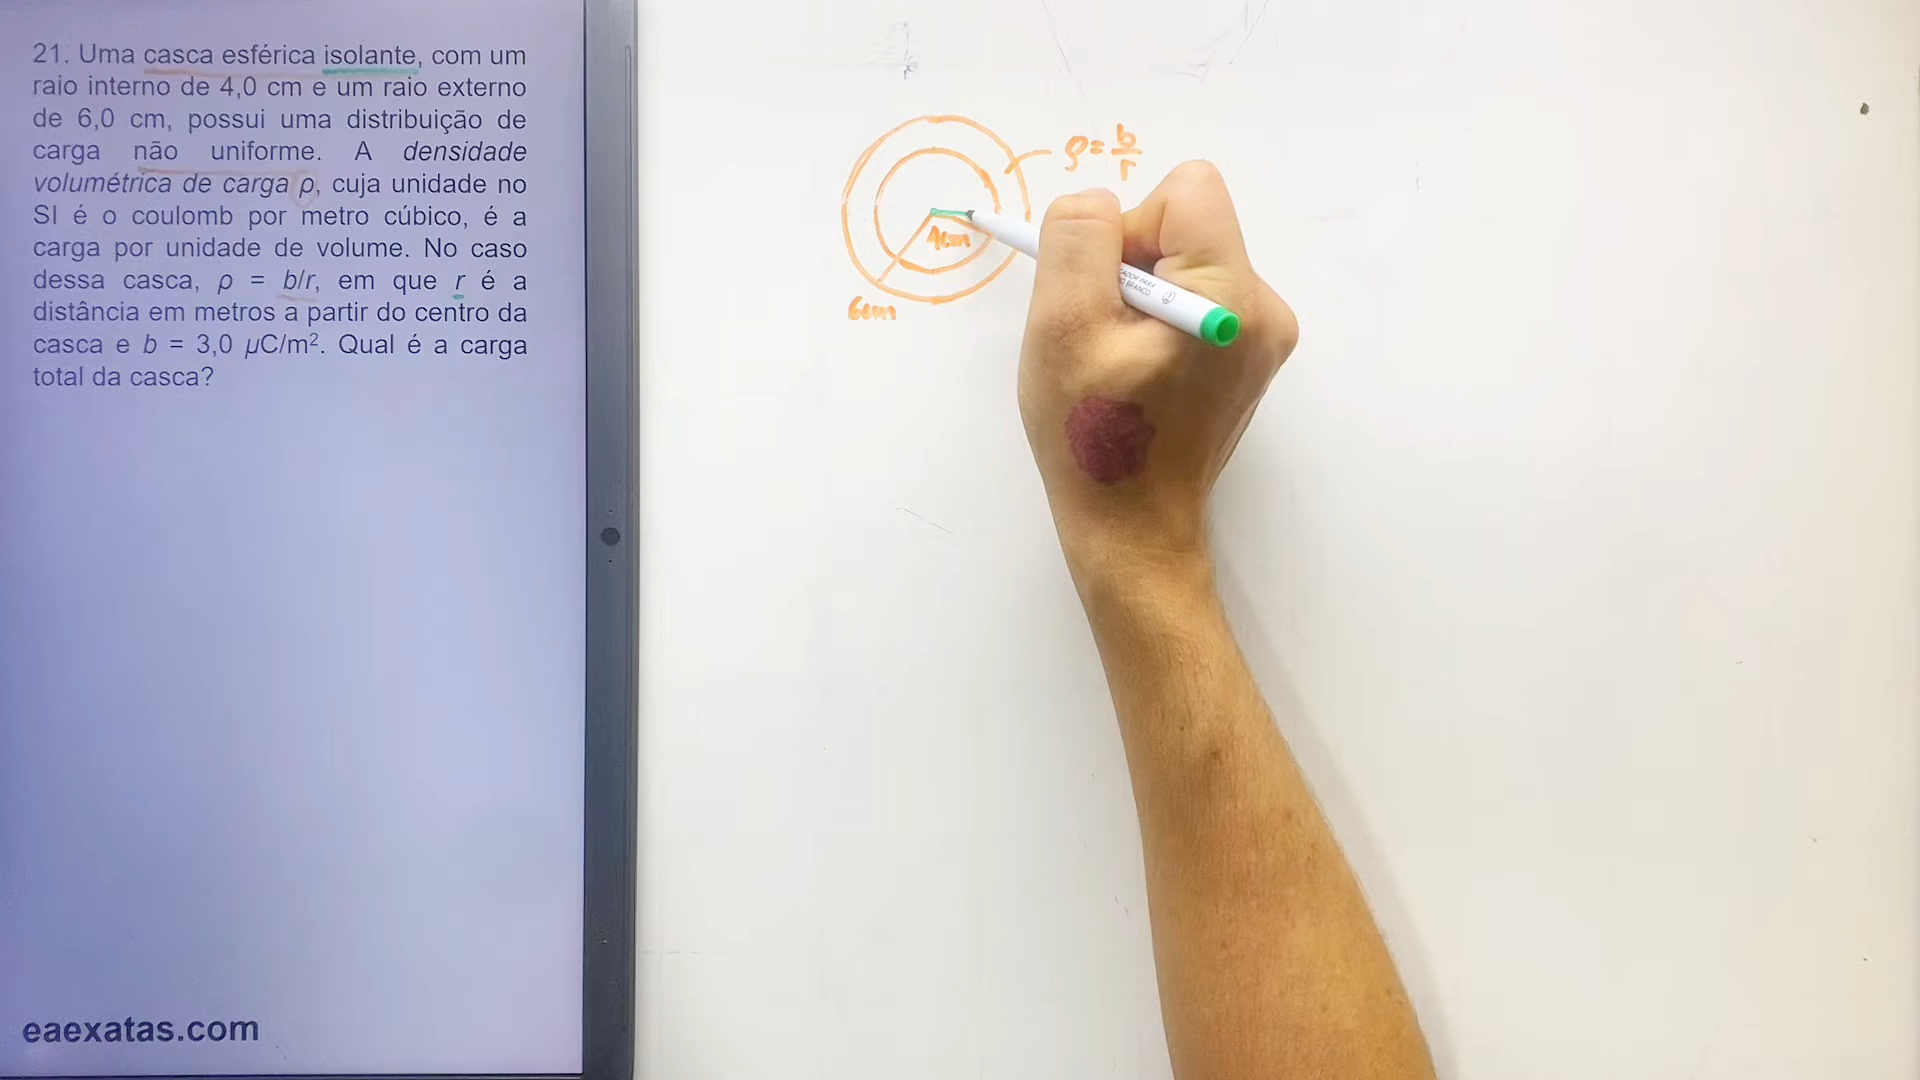 21. Uma casca esférica isolante, com um
raio interno de 4,0 cm e um raio externo
de 6,0 cm, possui uma distribuição de
carga não uniforme. A densidade
volumétrica de carga ρ, cuja unidade no
SI é o coulomb por metro cúbico, é a
carga por unidade de volume. No caso
dessa casca, ρ = b/r, em que r é a
distância em metros a partir do centro da
casca e b = 3,0 μC/m². Qual é a carga
total da casca?
eaexatas.com
ρ = b/r
4cm
6cm